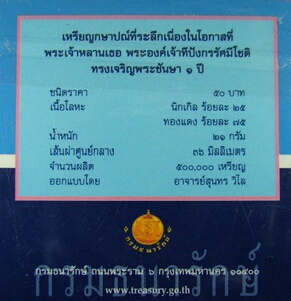 เหรียญกษาปณ์ที่ระลึกเนื่องในโอกาสที่
พระเจ้าหลานเธอ พระองค์เจ้าทีปังกรรัศมีโชติ
ทรงเจริญพระชันษา ๑ ปี
ชนิดราคา ๕๐ บาท
เนื้อโลหะ นิกเกิล ร้อยละ ๒๕
ทองแดง ร้อยละ ๗๕
น้ำหนัก ๒๑ กรัม
เส้นผ่าศูนย์กลาง ๓๖ มิลลิเมตร
จำนวนผลิต ๕๐๐,๐๐๐ เหรียญ
ออกแบบโดย อาจารย์สุนทร วิไล
กรมธนารักษ์
กรมธนารักษ์ ถนนพระราม ๖ กรุงเทพมหานคร ๑๐๔๐๐
กรมธนารักษ์
www.treasury.go.th